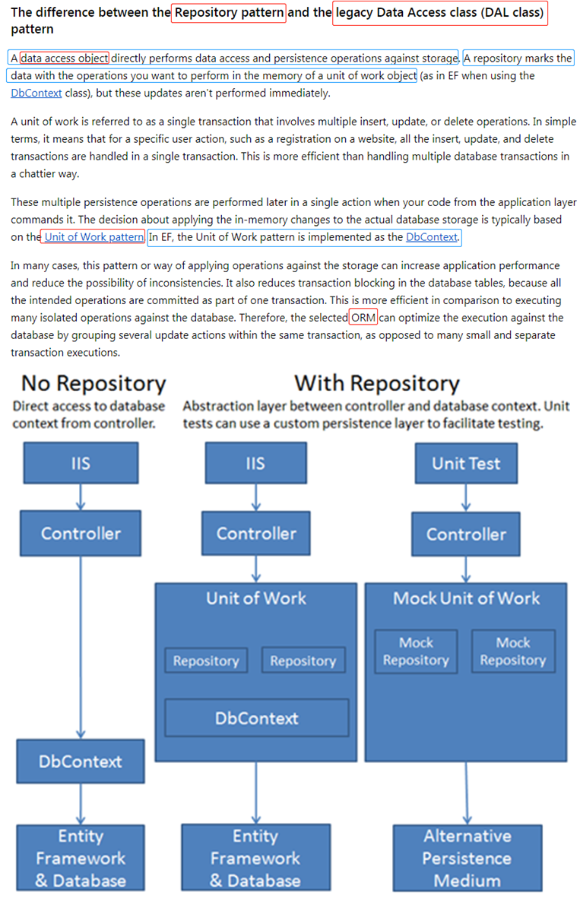 The difference between the Repository pattern and the legacy Data Access class (DAL class)
pattern
A data access object directly performs data access and persistence operations against storage. A repository marks the
data with the operations you want to perform in the memory of a unit of work object (as in EF when using the
DbContext class), but these updates aren't performed immediately.
A unit of work is referred to as a single transaction that involves multiple insert, update, or delete operations. In simple
terms, it means that for a specific user action, such as a registration on a website, all the insert, update, and delete
transactions are handled in a single transaction. This is more efficient than handling multiple database transactions in
a chattier way.
These multiple persistence operations are performed later in a single action when your code from the application layer
commands it. The decision about applying the in-memory changes to the actual database storage is typically based
on the Unit of Work pattern. In EF, the Unit of Work pattern is implemented as the DbContext.
In many cases, this pattern or way of applying operations against the storage can increase application performance
and reduce the possibility of inconsistencies. It also reduces transaction blocking in the database tables, because all
the intended operations are committed as part of one transaction. This is more efficient in comparison to executing
many isolated operations against the database. Therefore, the selected ORM can optimize the execution against the
database by grouping several update actions within the same transaction, as opposed to many small and separate
transaction executions.
No Repository
Direct access to database
context from controller.
IIS
Controller
DbContext
Entity
Framework
& Database
With Repository
Abstraction layer between controller and database context. Unit
tests can use a custom persistence layer to facilitate testing.
IIS
Controller
Unit of Work
Repository
Repository
DbContext
Entity
Framework
& Database
Unit Test
Controller
Mock Unit of Work
Mock
Repository
Mock
Repository
Alternative
Persistence
Medium